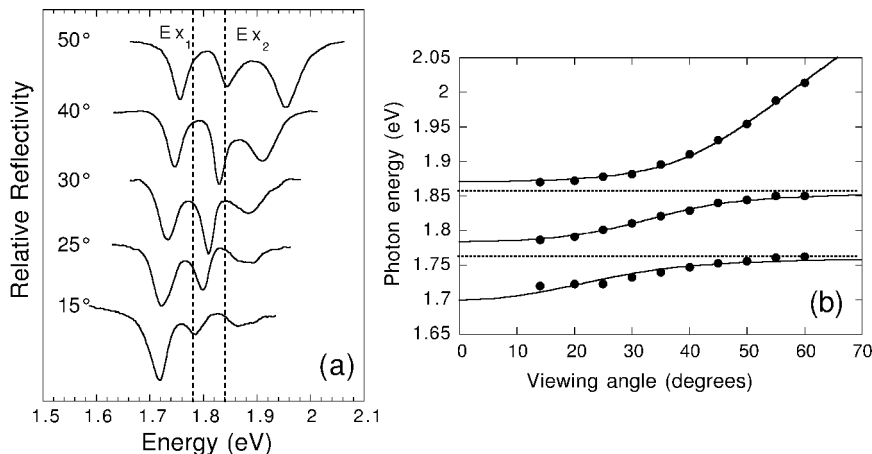 Ex1 Ex2
50°
40°
30°
25°
15°
(a)
Relative Reflectivity
1.5 1.6 1.7 1.8 1.9 2 2.1
Energy (eV)
2.05
2
1.95
1.9
1.85
1.8
1.75
1.7
1.65
Photon energy (eV)
(b)
0 10 20 30 40 50 60 70
Viewing angle (degrees)